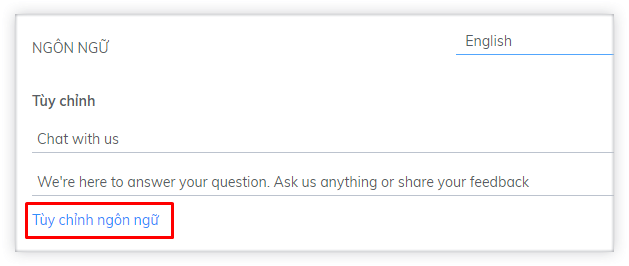 NGÔN NGỮ
English
Tùy chỉnh
Chat with us
We're here to answer your question. Ask us anything or share your feedback
Tùy chỉnh ngôn ngữ